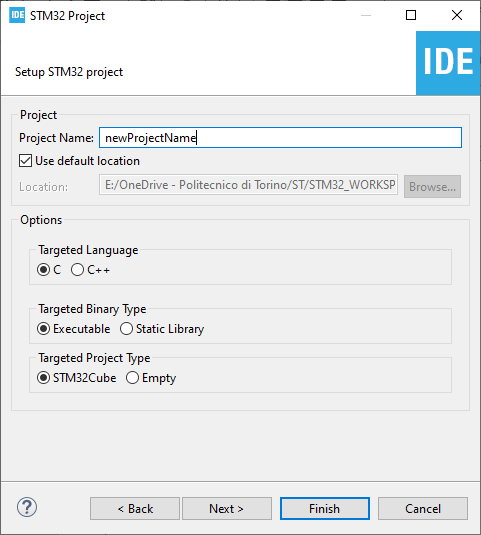 IDE STM32 Project
Setup STM32 project
IDE
Project
Project Name: newProjectName
Use default location
Location: E:/OneDrive - Politecnico di Torino/ST/STM32_WORKSP Browse...
Options
Targeted Language
C C++
Targeted Binary Type
Executable Static Library
Targeted Project Type
STM32Cube Empty
? < Back Next > Finish Cancel